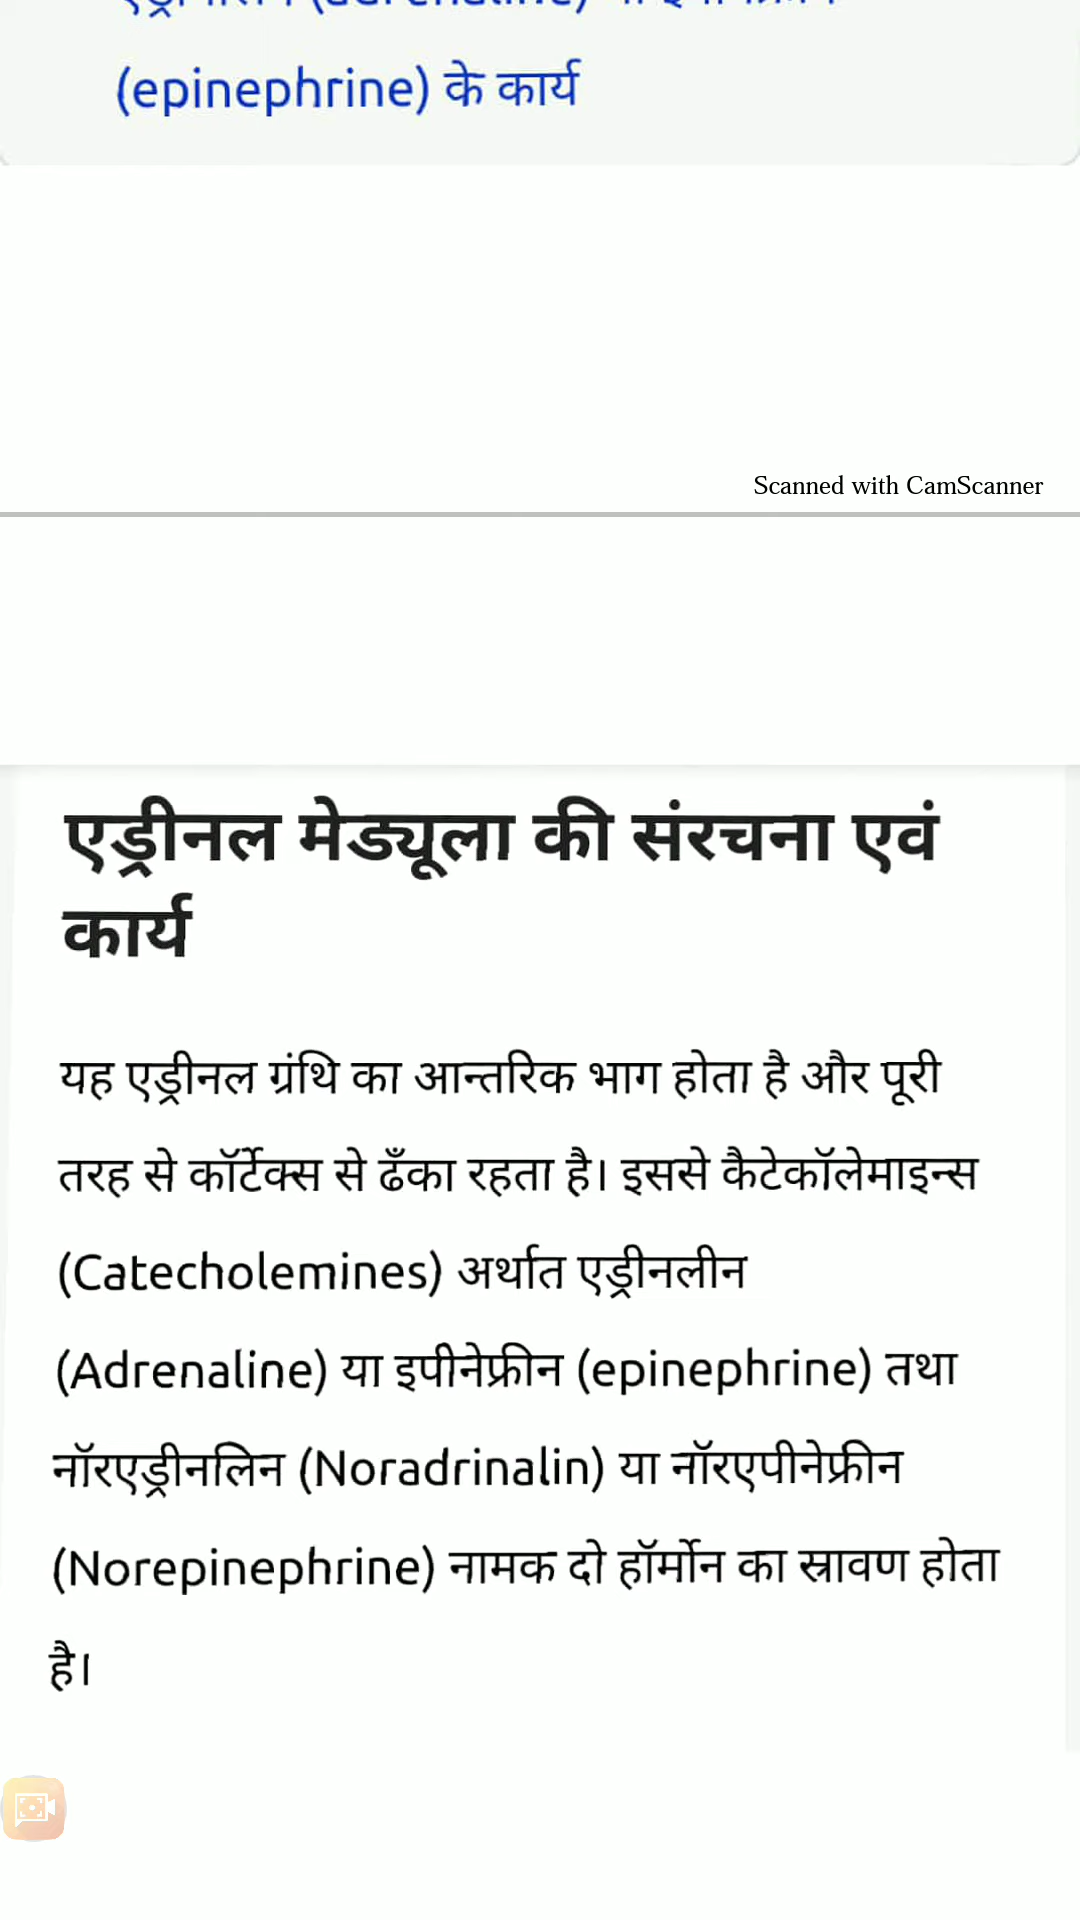 (epinephrine) के कार्य
Scanned with CamScanner
एड्रीनल मेड्यूला की संरचना एवं
कार्य
यह एड्रीनल ग्रंथि का आन्तरिक भाग होता है और पूरी
तरह से कॉर्टेक्स से ढँका रहता है। इससे कैटेकॉलेमाइन्स
(Catecholemines) अर्थात एड्रीनलीन
(Adrenaline) या इपीनेफ्रीन (epinephrine) तथा
नॉरएड्रीनलिन (Noradrinalin) या नॉरएपीनेफ्रीन
(Norepinephrine) नामक दो हॉर्मोन का स्रावण होता
है।